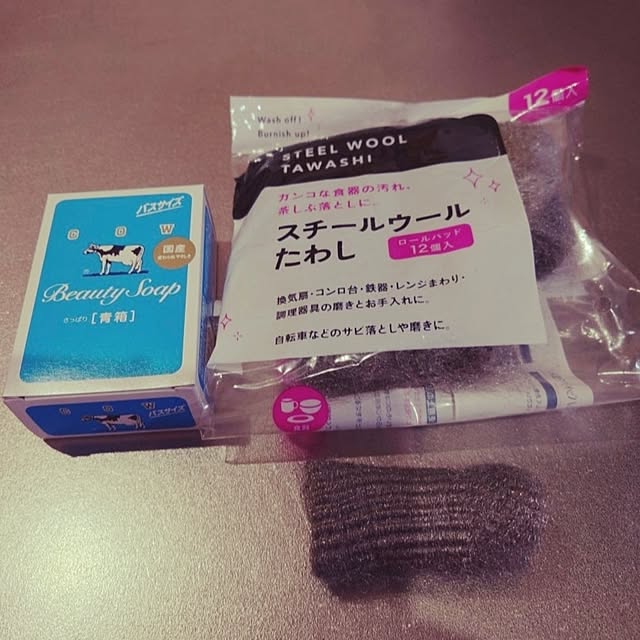 バスサイズ
COW
国産
Beauty Soap
さっぱり [青箱]
COW
バスサイズ
12個入
Wash off!
Burnish up!
STEEL WOOL
TAWASHI
ガンコな食器の汚れ、
茶しぶ落としに。
スチールウール
たわし
ロールパッド
12個入
換気扇・コンロ台・鉄器・レンジまわり・
調理器具の磨きとお手入れに。
自転車などのサビ落としや磨きに。
食器